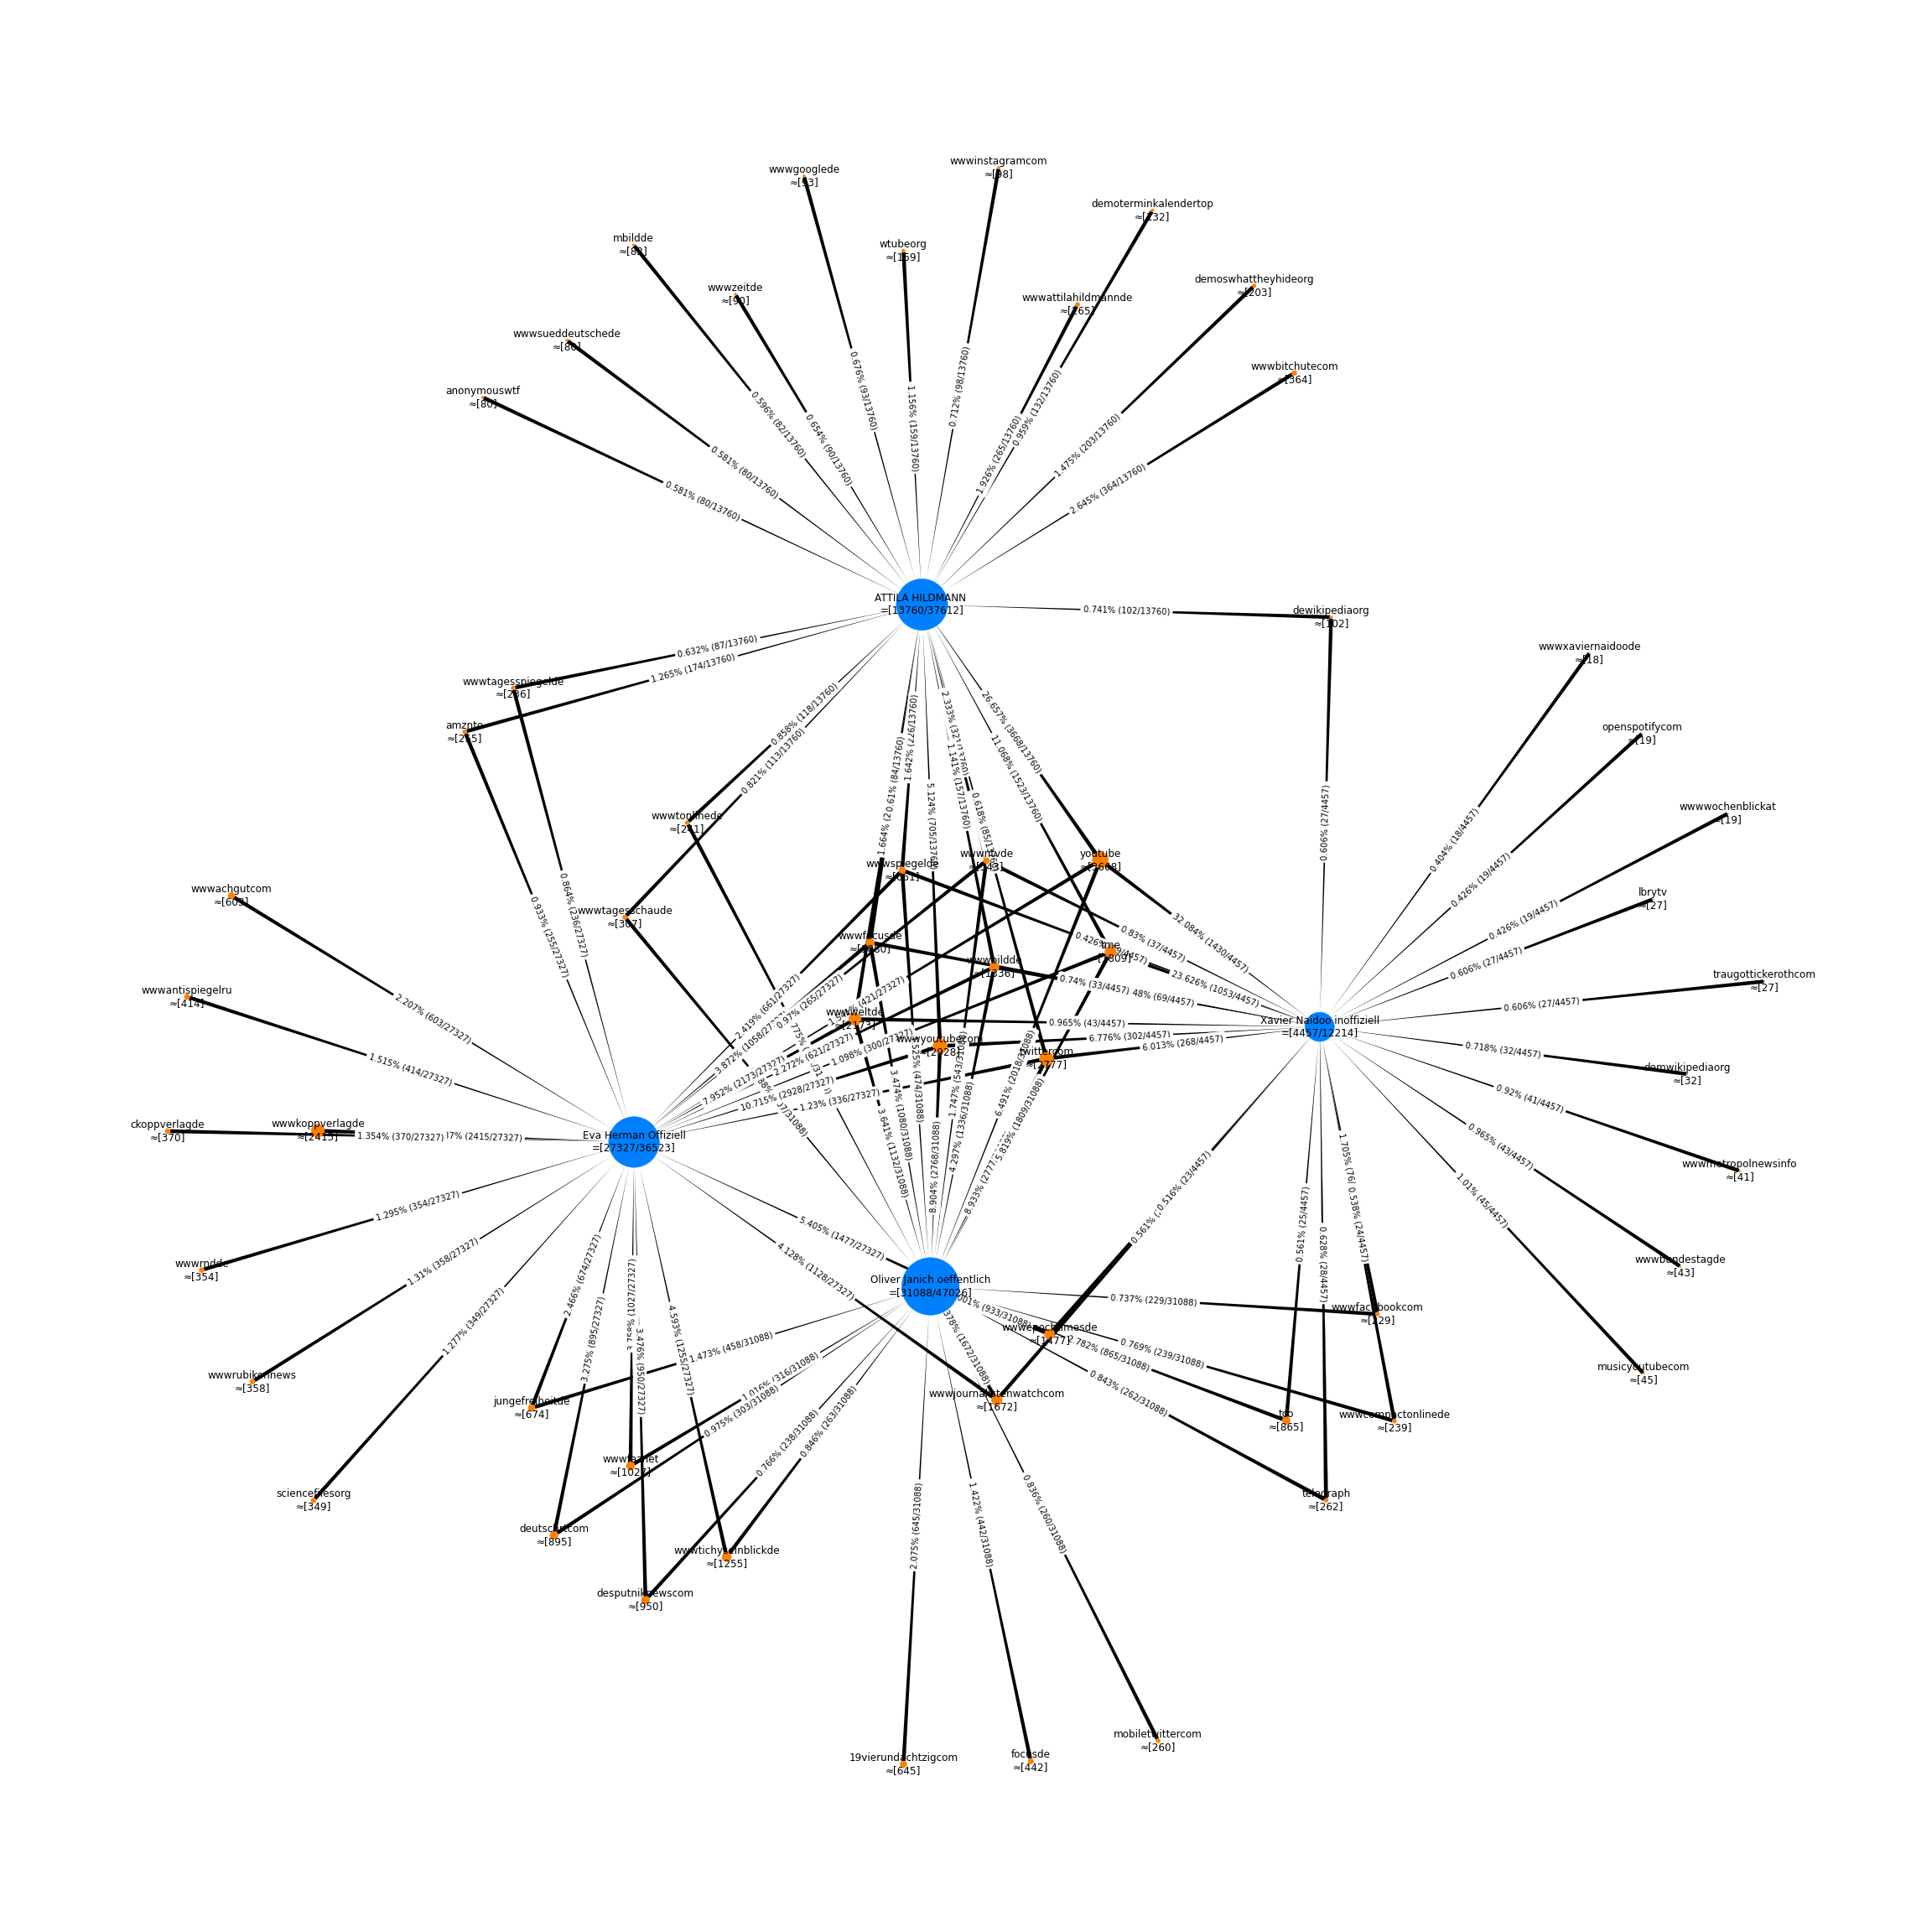 wwwinstagramcom
≈[98]
wwwgooglede
≈[93]
demoterminkalendertop
≈[132]
mbildde
≈[82]
wtubeorg
≈[159]
demoswhattheyhideorg
≈[203]
wwwzeitde
≈[90]
wwwattilahildmannde
≈[265]
wwwsueddeutschede
≈[80]
wwwbitchutecom
≈[364]
anonymouswtf
≈[80]
0.676% (93/13760)
0.712% (98/13760)
0.596% (82/13760)
0.654% (90/13760)
1.156% (159/13760)
1.926% (265/13760)
0.959% (132/13760)
1.475% (203/13760)
2.645% (364/13760)
0.581% (80/13760)
0.581% (80/13760)
ATTILA HILDMANN
=[13760/37612]
0.741% (102/13760)
dewikipediaorg
≈[102]
0.632% (87/13760)
1.265% (174/13760)
wwwxaviernaidoode
≈[18]
wwwtagesspiegelde
≈[236]
amznto
≈[255]
openspotifycom
≈[19]
0.858% (118/13760)
0.821% (113/13760)
1.642% (226/13760)
0.61% (84/13760)
1.664% (2
2.333% (321/13760)
1.141% (157/13760)
0.618% (85/13760)
5.124% (705/13760)
11.068% (1523/13760)
26.657% (3668/13760)
0.606% (27/4457)
0.404% (18/4457)
0.426% (19/4457)
wwwwochenblickat
≈[19]
wwwtonlinede
≈[241]
wwwspiegelde
≈[661]
wwwntvde
≈[543]
youtube
≈[3668]
wwwachgutcom
≈[603]
0.864% (236/27327)
0.933% (255/27327)
wwwtagesschaude
≈[307]
lbrytv
≈[27]
0.426% (19/4457)
0.606% (27/4457)
wwwfocusde
≈[1080]
wwwbildde
≈[1336]
tme
≈[1809]
0.426% (19/4457)
0.83% (37/4457)
32.084% (1430/4457)
23.626% (1053/4457)
0.74% (33/4457)
48% (69/4457)
traugottickerothcom
≈[27]
0.606% (27/4457)
wwwantispiegelru
≈[414]
2.207% (603/27327)
2.419% (661/27327)
0.97% (265/27327)
(421/27327)
wwwweltde
≈[2173]
0.965% (43/4457)
Xavier Naidoo inoffiziell
=[4457/12214]
wwwyoutubecom
≈[2928]
6.776% (302/4457)
twittercom
≈[2777]
6.013% (268/4457)
0.718% (32/4457)
demwikipediaorg
≈[32]
1.515% (414/27327)
7.952% (2173/27327)
2.272% (621/27327)
1.098% (300/27327)
10.715% (2928/27327)
1.23% (336/27327)
0.92% (41/4457)
ckoppverlagde
≈[370]
wwwkoppverlagde
≈[2415]
1.354% (370/27327)
7% (2415/27327)
Eva Herman Offiziell
=[27327/36523]
3.474% (1080/31088)
3.641% (1132/31088)
.525% (474/31088)
8.904% (2768/31088)
1.747% (543/31088)
4.297% (1336/31088)
6.491% (2018/31088)
8.933% (2777
5.819% (1809/31088)
0.561% (
0.516% (23/4457)
1.705% (76/
0.538% (24/4457)
0.965% (43/4457)
wwwmetropolnewsinfo
≈[41]
1.295% (354/27327)
5.405% (1477/27327)
4.128% (1128/27327)
0.561% (25/4457)
0.628% (28/4457)
1.01% (45/4457)
wwwrndde
≈[354]
wwwbundestagde
≈[43]
1.31% (358/27327)
Oliver Janich oeffentlich
=[31088/47026]
0.737% (229/31088)
wwwfacebookcom
≈[229]
1.277% (349/27327)
2.466% (674/27327)
3.275% (895/27327)
(1027/27327)
3.476% (950/27327)
4.593% (1255/27327)
(933/31088)
wwwepochtimesde
≈[1477]
2.782% (865/31088)
0.769% (239/31088)
(1672/31088)
0.843% (262/31088)
1.473% (458/31088)
wwwrubikonnews
≈[358]
musicyoutubecom
≈[45]
jungefreiheitde
≈[674]
1.016% (316/31088)
0.975% (303/31088)
wwwjournalistenwatchcom
≈[1672]
tco
≈[865]
wwwcompactonlinede
≈[239]
0.766% (238/31088)
0.846% (263/31088)
wwwfaznet
≈[1027]
sciencefilesorg
≈[349]
telegraph
≈[262]
2.075% (645/31088)
1.422% (442/31088)
0.836% (260/31088)
deutschrtcom
≈[895]
wwwtichyseinblickde
≈[1255]
desputniknewscom
≈[950]
mobiletwittercom
≈[260]
19vierundachtzigcom
≈[645]
focusde
≈[442]